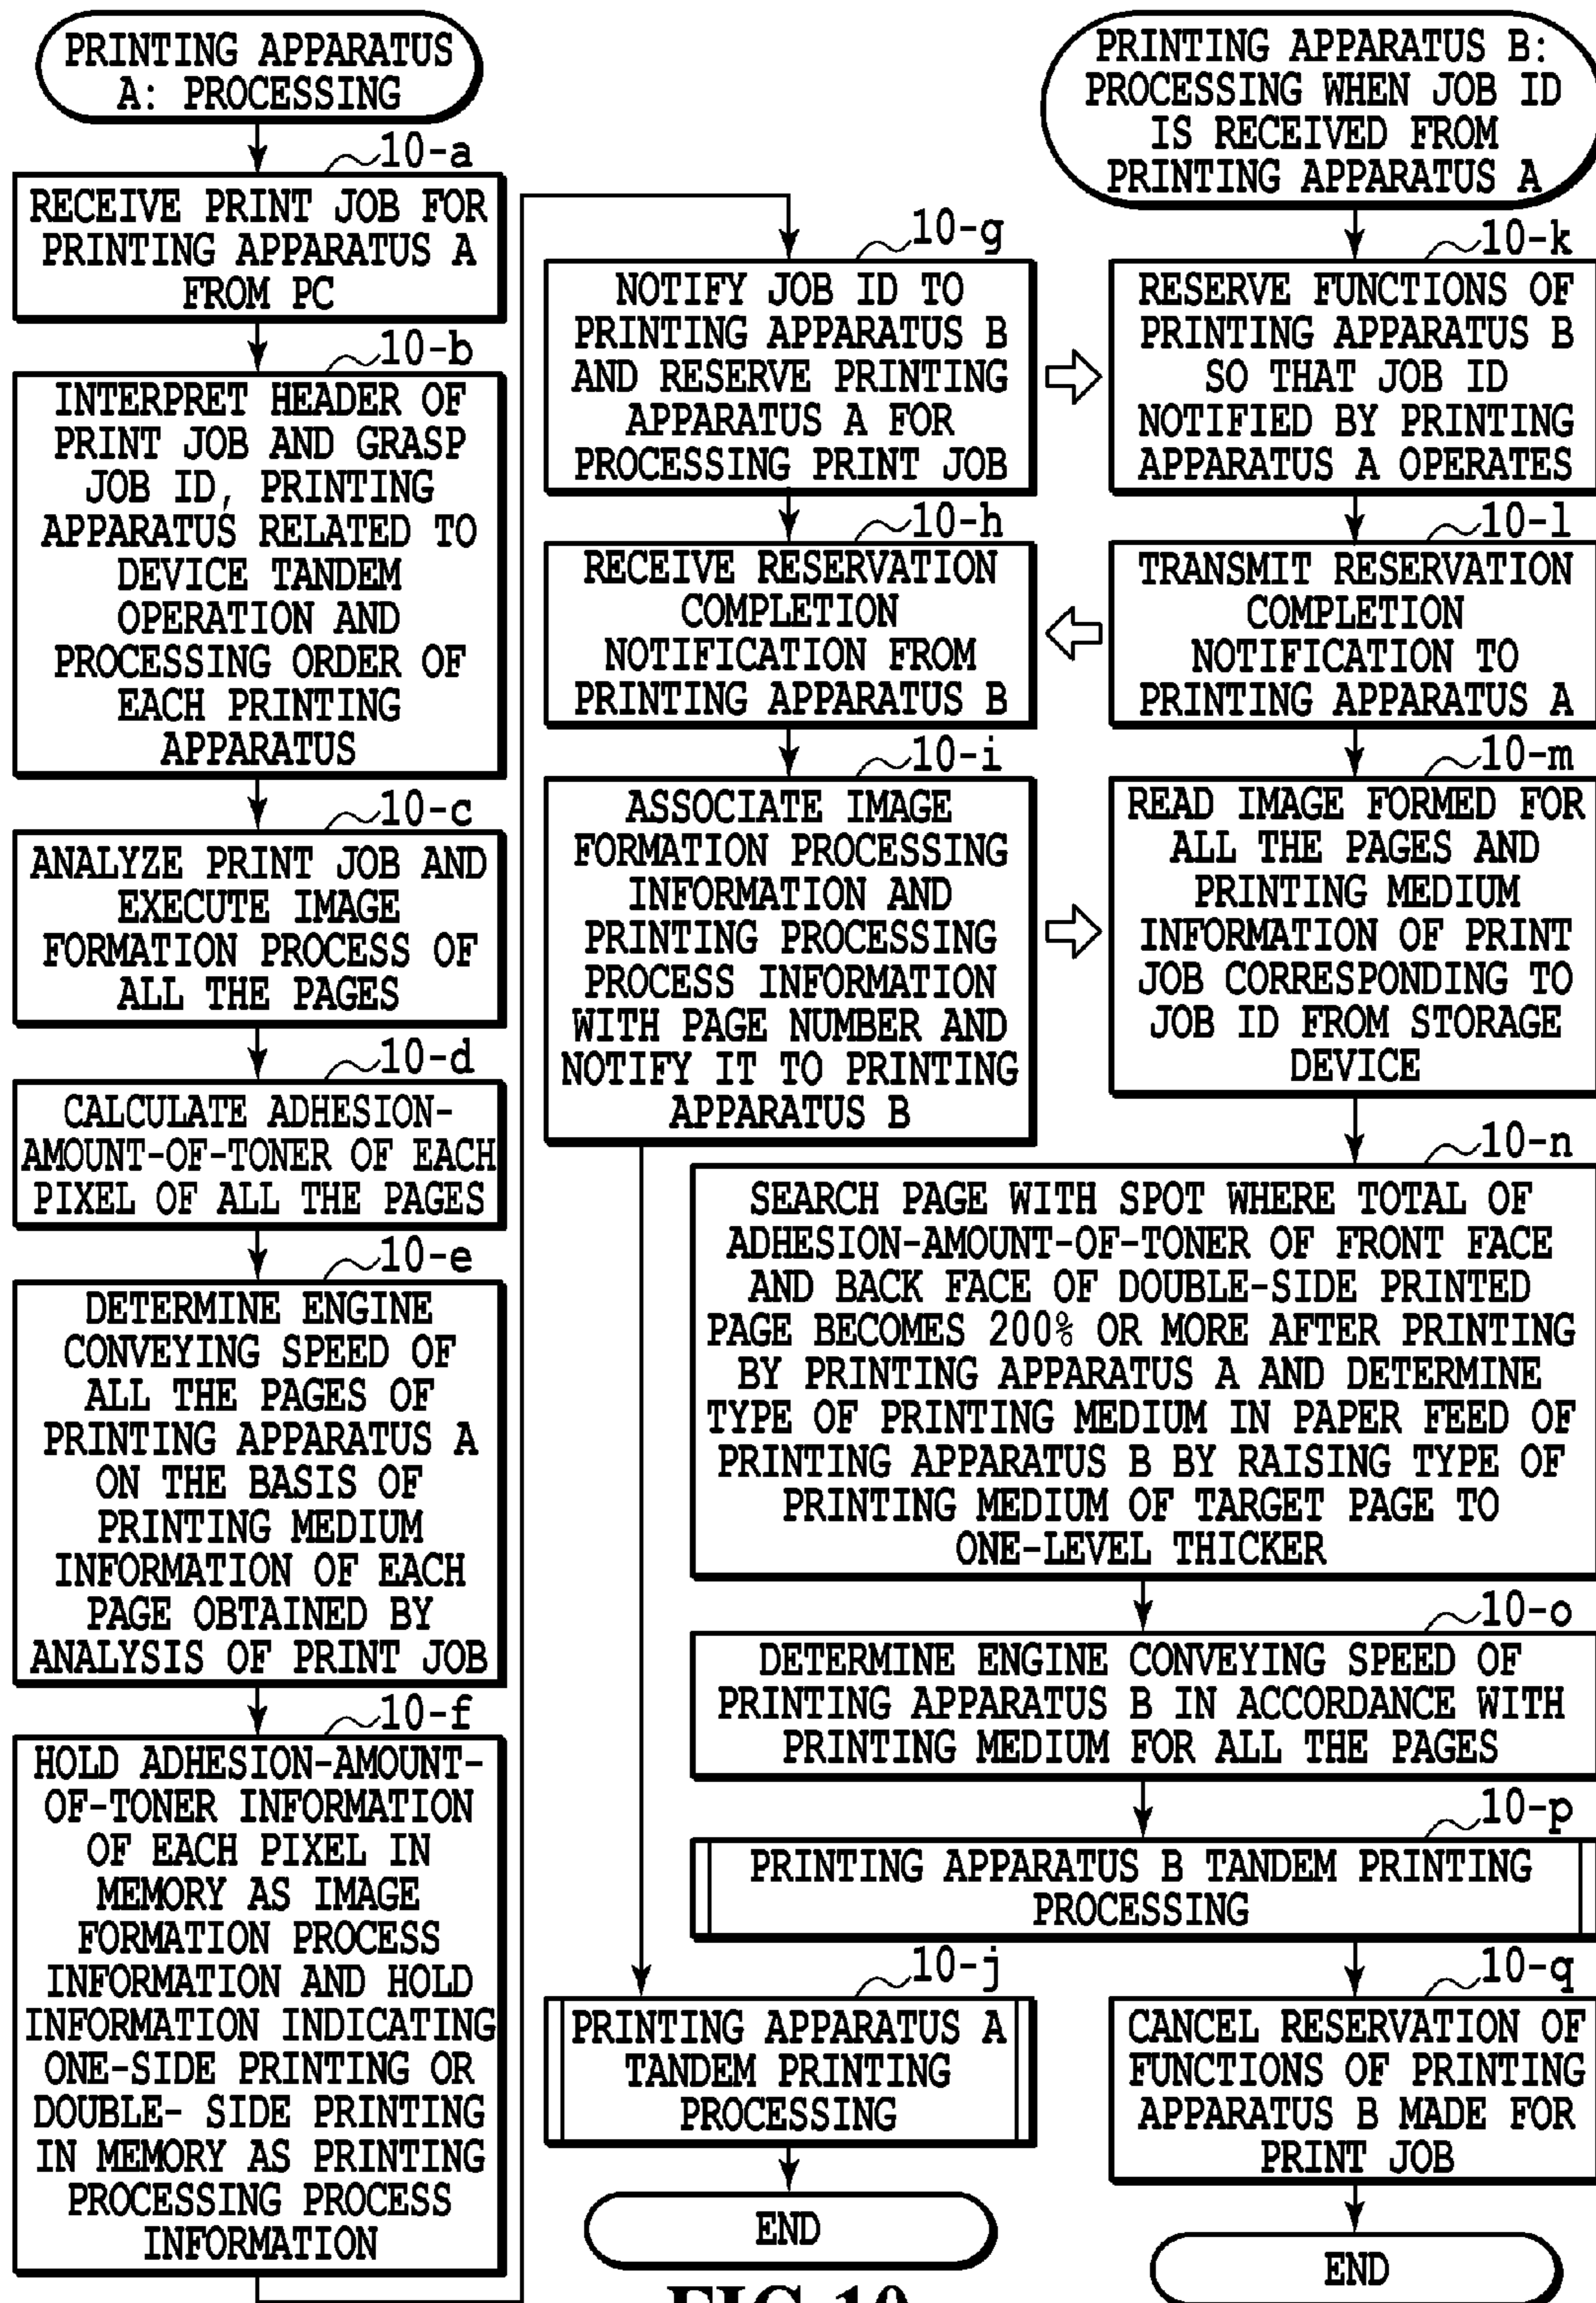 PRINTING APPARATUS
A: PROCESSING
10-a
RECEIVE PRINT JOB FOR
PRINTING APPARATUS A
FROM PC
10-b
INTERPRET HEADER OF
PRINT JOB AND GRASP
JOB ID, PRINTING
APPARATUS RELATED TO
DEVICE TANDEM
OPERATION AND
PROCESSING ORDER OF
EACH PRINTING
APPARATUS
10-c
ANALYZE PRINT JOB AND
EXECUTE IMAGE
FORMATION PROCESS OF
ALL THE PAGES
10-d
CALCULATE ADHESION-
AMOUNT-OF-TONER OF EACH
PIXEL OF ALL THE PAGES
10-e
DETERMINE ENGINE
CONVEYING SPEED OF
ALL THE PAGES OF
PRINTING APPARATUS A
ON THE BASIS OF
PRINTING MEDIUM
INFORMATION OF EACH
PAGE OBTAINED BY
ANALYSIS OF PRINT JOB
10-f
HOLD ADHESION-AMOUNT-
OF-TONER INFORMATION
OF EACH PIXEL IN
MEMORY AS IMAGE
FORMATION PROCESS
INFORMATION AND HOLD
INFORMATION INDICATING
ONE-SIDE PRINTING OR
DOUBLE- SIDE PRINTING
IN MEMORY AS PRINTING
PROCESSING PROCESS
INFORMATION
10-g
NOTIFY JOB ID TO
PRINTING APPARATUS B
AND RESERVE PRINTING
APPARATUS A FOR
PROCESSING PRINT JOB
10-h
RECEIVE RESERVATION
COMPLETION
NOTIFICATION FROM
PRINTING APPARATUS B
10-i
ASSOCIATE IMAGE
FORMATION PROCESSING
INFORMATION AND
PRINTING PROCESSING
PROCESS INFORMATION
WITH PAGE NUMBER AND
NOTIFY IT TO PRINTING
APPARATUS B
10-j
PRINTING APPARATUS A
TANDEM PRINTING
PROCESSING
END
PRINTING APPARATUS B:
PROCESSING WHEN JOB ID
IS RECEIVED FROM
PRINTING APPARATUS A
10-k
RESERVE FUNCTIONS OF
PRINTING APPARATUS B
SO THAT JOB ID
NOTIFIED BY PRINTING
APPARATUS A OPERATES
10-l
TRANSMIT RESERVATION
COMPLETION
NOTIFICATION TO
PRINTING APPARATUS A
10-m
READ IMAGE FORMED FOR
ALL THE PAGES AND
PRINTING MEDIUM
INFORMATION OF PRINT
JOB CORRESPONDING TO
JOB ID FROM STORAGE
DEVICE
10-n
SEARCH PAGE WITH SPOT WHERE TOTAL OF
ADHESION-AMOUNT-OF-TONER OF FRONT FACE
AND BACK FACE OF DOUBLE-SIDE PRINTED
PAGE BECOMES 200% OR MORE AFTER PRINTING
BY PRINTING APPARATUS A AND DETERMINE
TYPE OF PRINTING MEDIUM IN PAPER FEED OF
PRINTING APPARATUS B BY RAISING TYPE OF
PRINTING MEDIUM OF TARGET PAGE TO
ONE-LEVEL THICKER
10-o
DETERMINE ENGINE CONVEYING SPEED OF
PRINTING APPARATUS B IN ACCORDANCE WITH
PRINTING MEDIUM FOR ALL THE PAGES
10-p
PRINTING APPARATUS B TANDEM PRINTING
PROCESSING
10-q
CANCEL RESERVATION OF
FUNCTIONS OF PRINTING
APPARATUS B MADE FOR
PRINT JOB
END
FIG.10